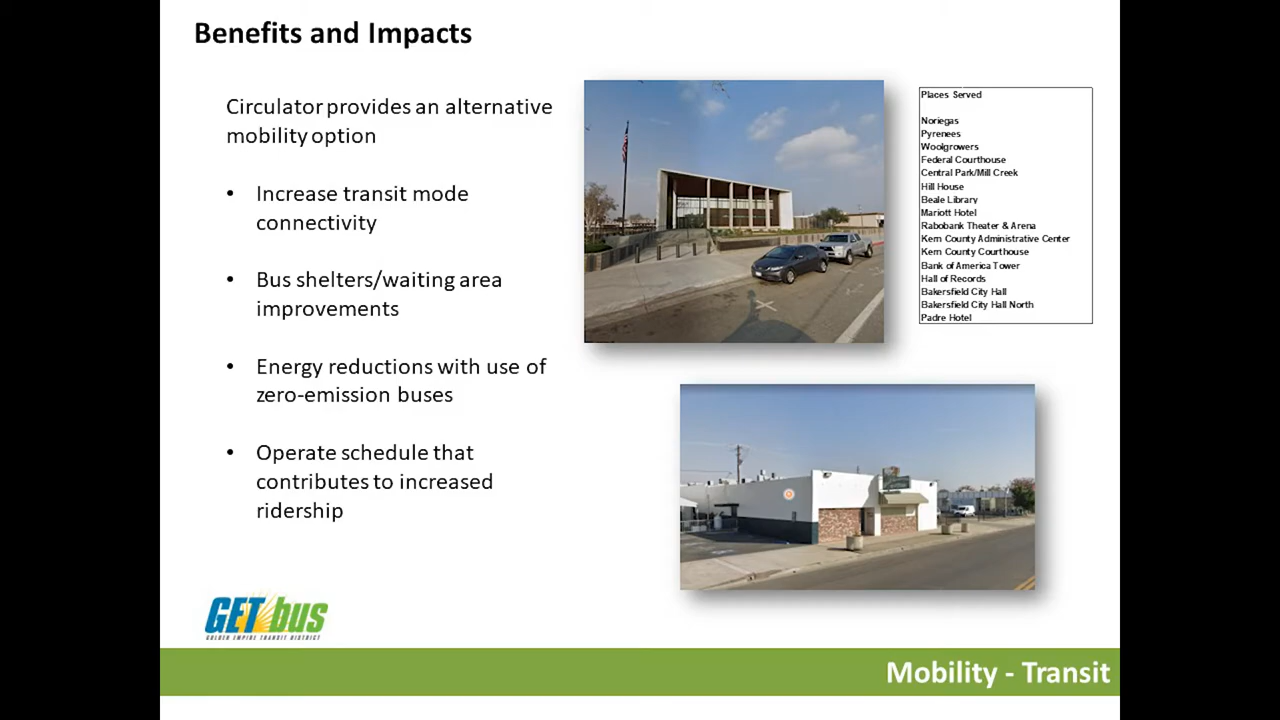 Benefits and Impacts
Circulator provides an alternative
mobility option
• Increase transit mode
connectivity
• Bus shelters/waiting area
improvements
• Energy reductions with use of
zero-emission buses
• Operate schedule that
contributes to increased
ridership
Places Served
Noriegas
Pyrenees
Woolgrowers
Federal Courthouse
Central Park/Mill Creek
Hill House
Beale Library
Mariott Hotel
Rabobank Theater & Arena
Kern County Administrative Center
Kern County Courthouse
Bank of America Tower
Hall of Records
Bakersfield City Hall
Bakersfield City Hall North
Padre Hotel
GET bus
GOLDEN EMPIRE TRANSIT DISTRICT
Mobility - Transit